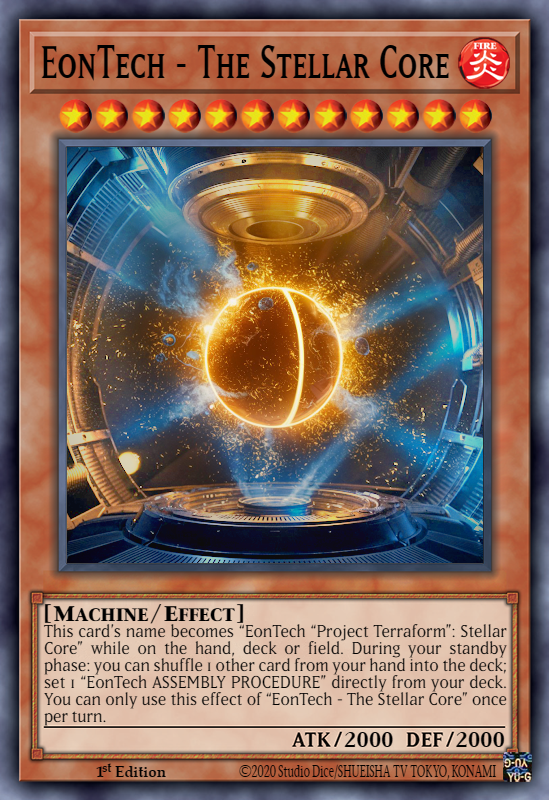 EonTech - The Stellar Core
FIRE
炎
[Machine/Effect]
This card's name becomes "EonTech "Project Terraform": Stellar
Core" while on the hand, deck or field. During your standby
phase: you can shuffle 1 other card from your hand into the deck;
set 1 "EonTech ASSEMBLY PROCEDURE" directly from your deck.
You can only use this effect of "EonTech - The Stellar Core" once
per turn.
ATK/2000 DEF/2000
1st Edition
©2020 Studio Dice/SHUEISHA TV TOKYO, KONAMI
YU-G
YU-G